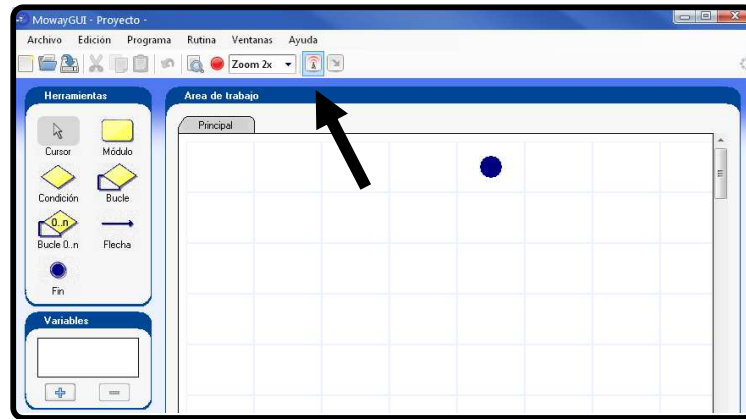 MowayGUI - Proyecto -
Archivo Edición Programa Rutina Ventanas Ayuda
Zoom 2x
Herramientas
Area de trabajo
Principal
Cursor Módulo
Condición Bucle
0..n
Bucle 0..n Flecha
Fin
Variables